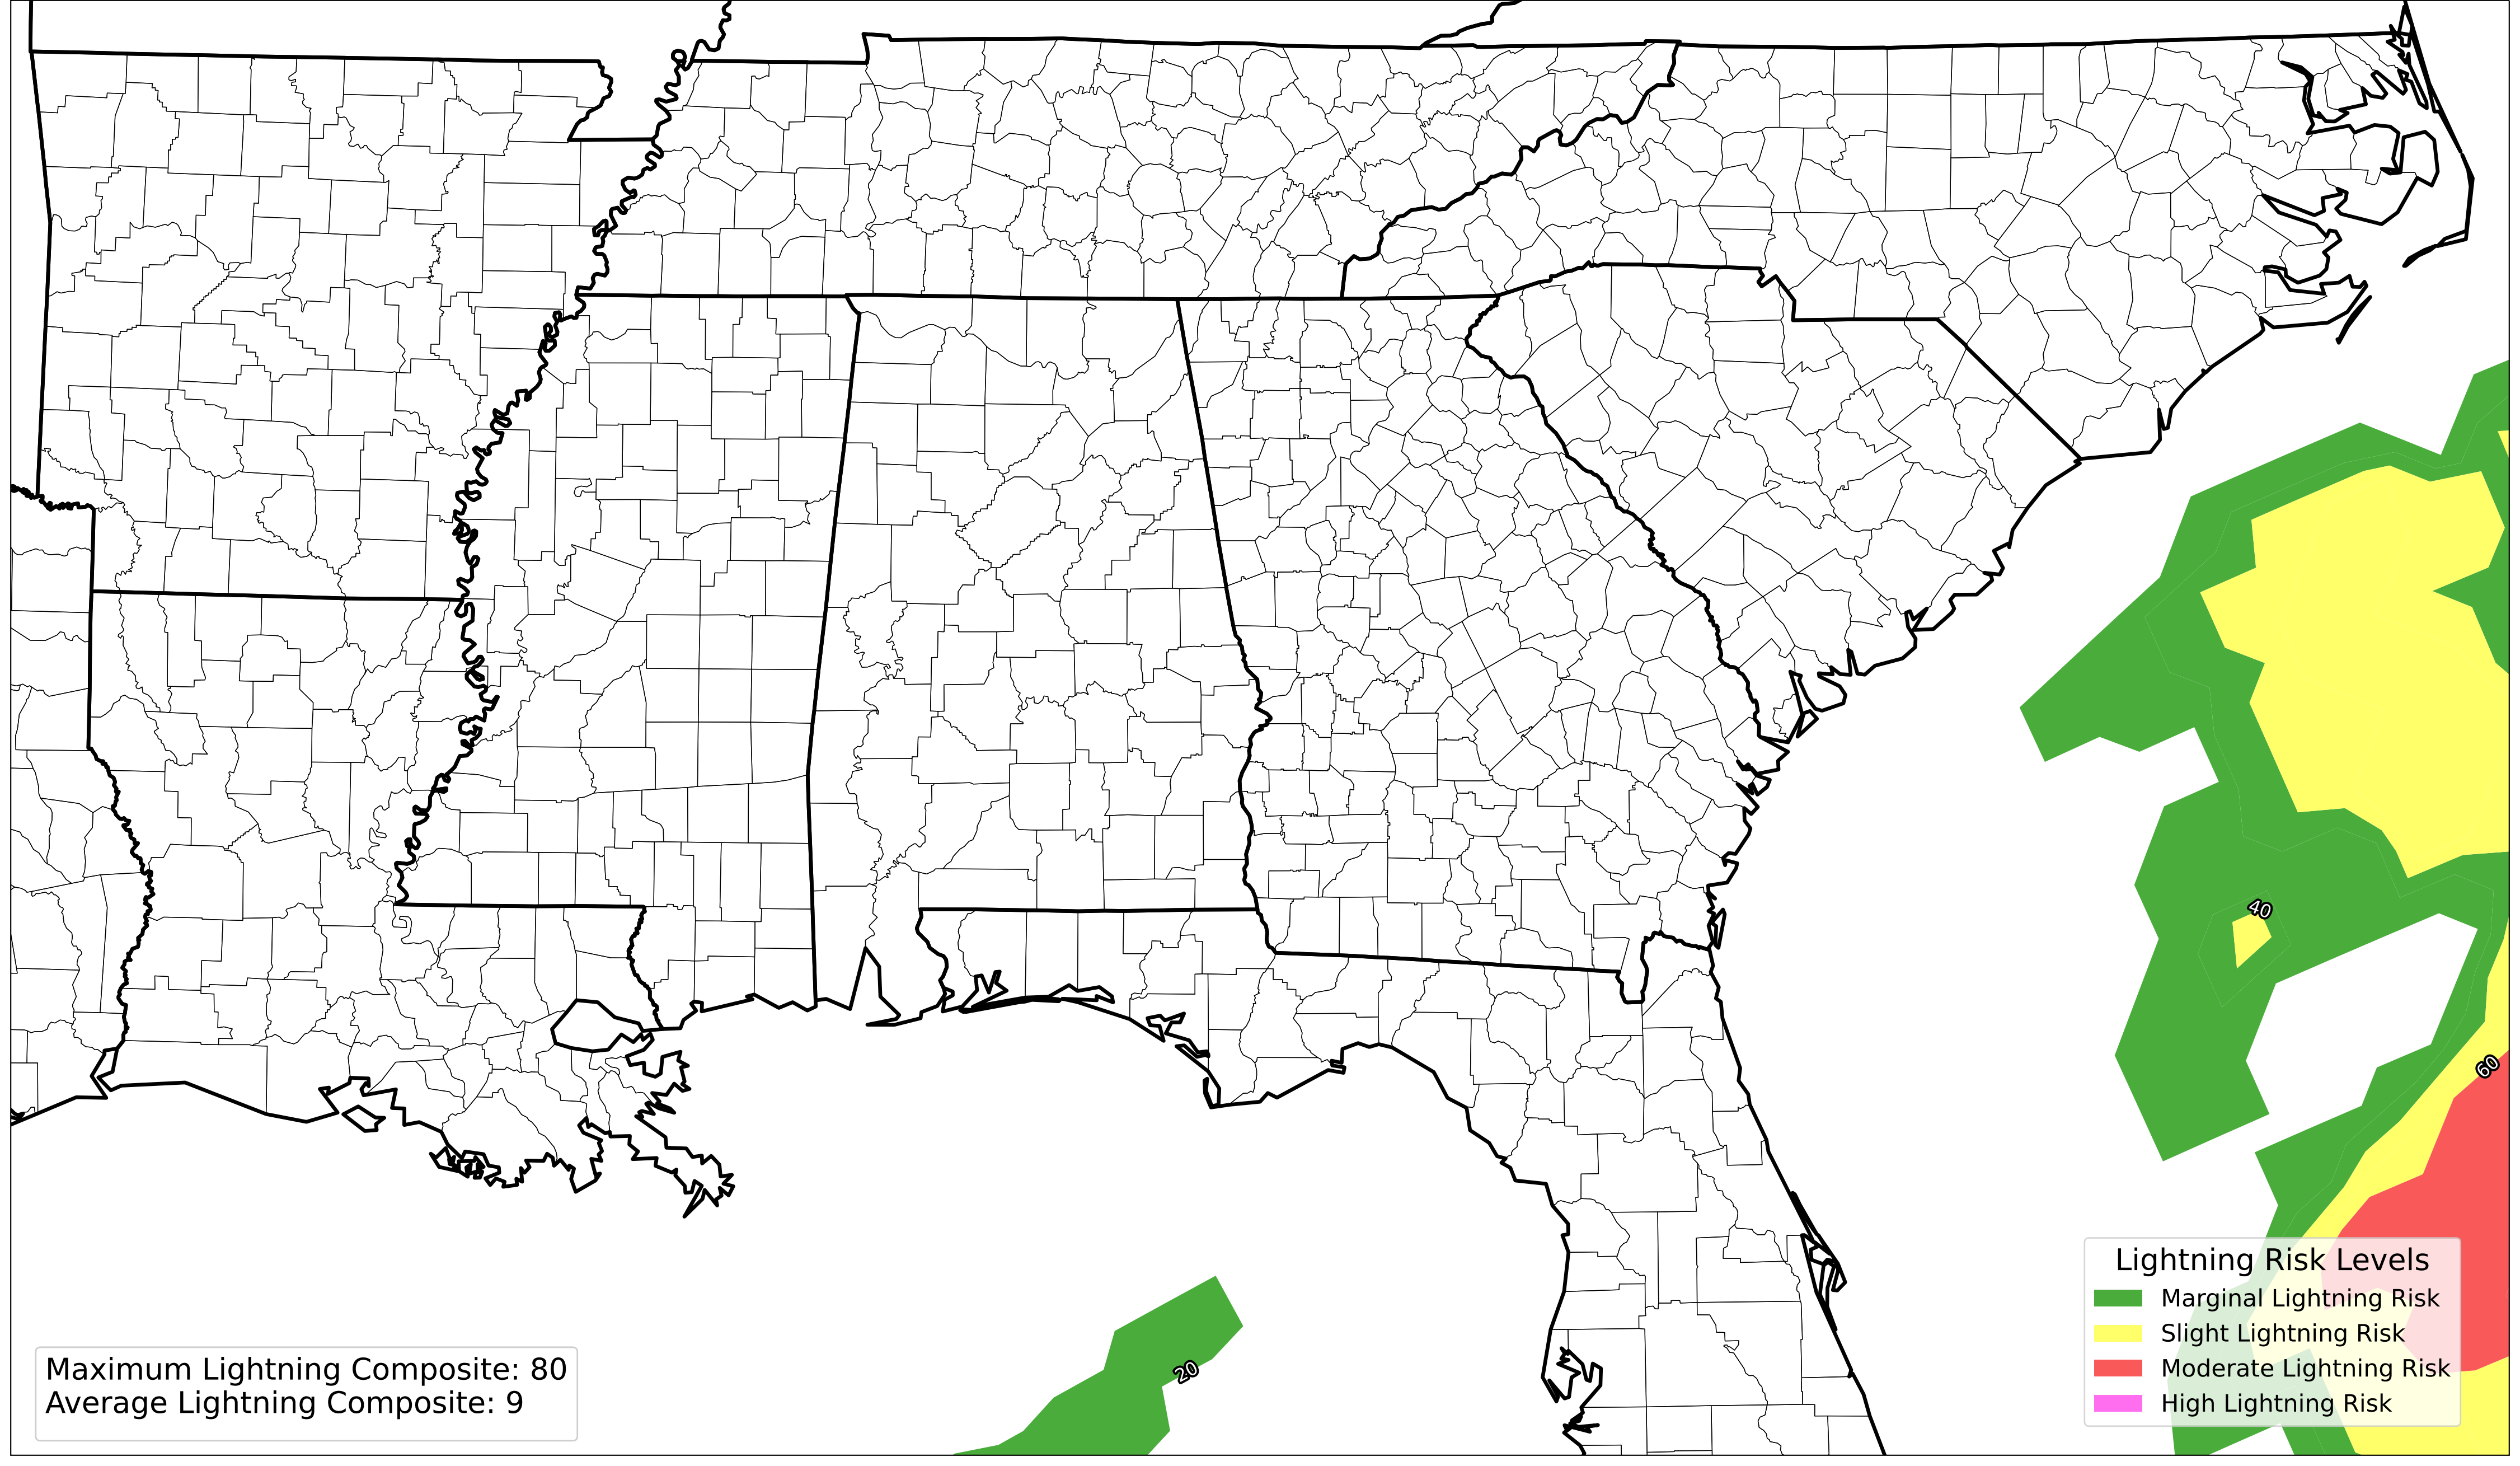 40
60
20
Maximum Lightning Composite: 80
Average Lightning Composite: 9
Lightning Risk Levels
Marginal Lightning Risk
Slight Lightning Risk
Moderate Lightning Risk
High Lightning Risk